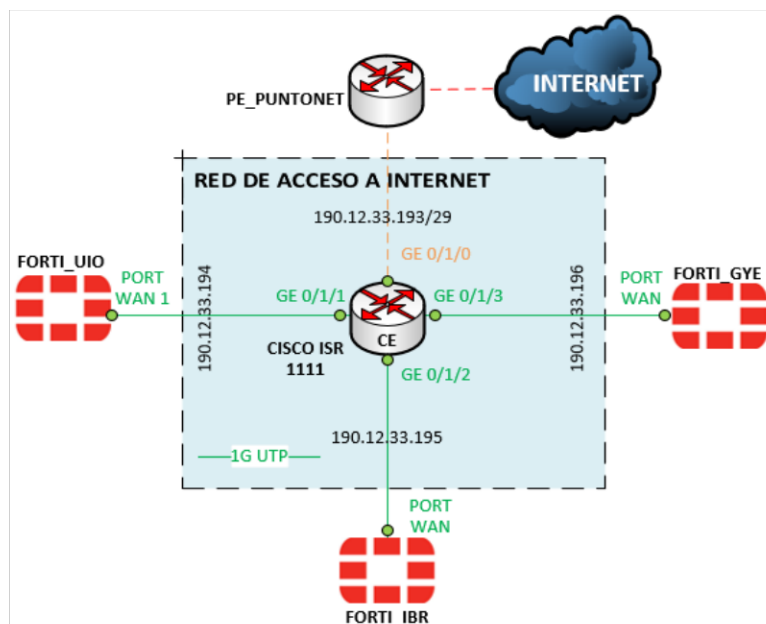 INTERNET
PE_PUNTONET
RED DE ACCESO A INTERNET
190.12.33.193/29
GE 0/1/0
FORTI_UIO
PORT
WAN 1
190.12.33.194
GE 0/1/1
CISCO ISR
1111
CE
GE 0/1/3
190.12.33.196
PORT
WAN
FORTI_GYE
GE 0/1/2
190.12.33.195
1G UTP
PORT
WAN
FORTI_IBR